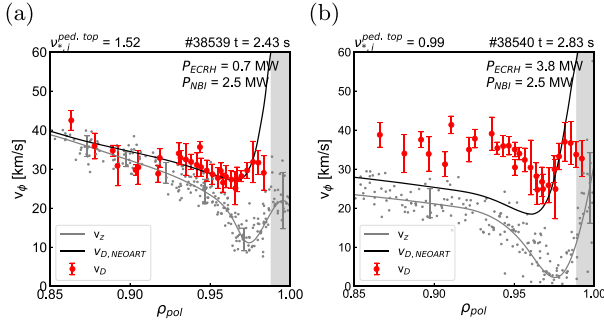 (a)
ν*,i^ped. top = 1.52 #38539 t = 2.43 s
P_ECRH = 0.7 MW
P_NBI = 2.5 MW
v_ϕ [km/s]
60
50
40
30
20
10
0
v_z
v_D, NEOART
v_D
0.85 0.90 0.95 1.00
ρ_pol
(b)
ν*,i^ped. top = 0.99 #38540 t = 2.83 s
P_ECRH = 3.8 MW
P_NBI = 2.5 MW
v_ϕ [km/s]
60
50
40
30
20
10
0
v_z
v_D, NEOART
v_D
0.85 0.90 0.95 1.00
ρ_pol